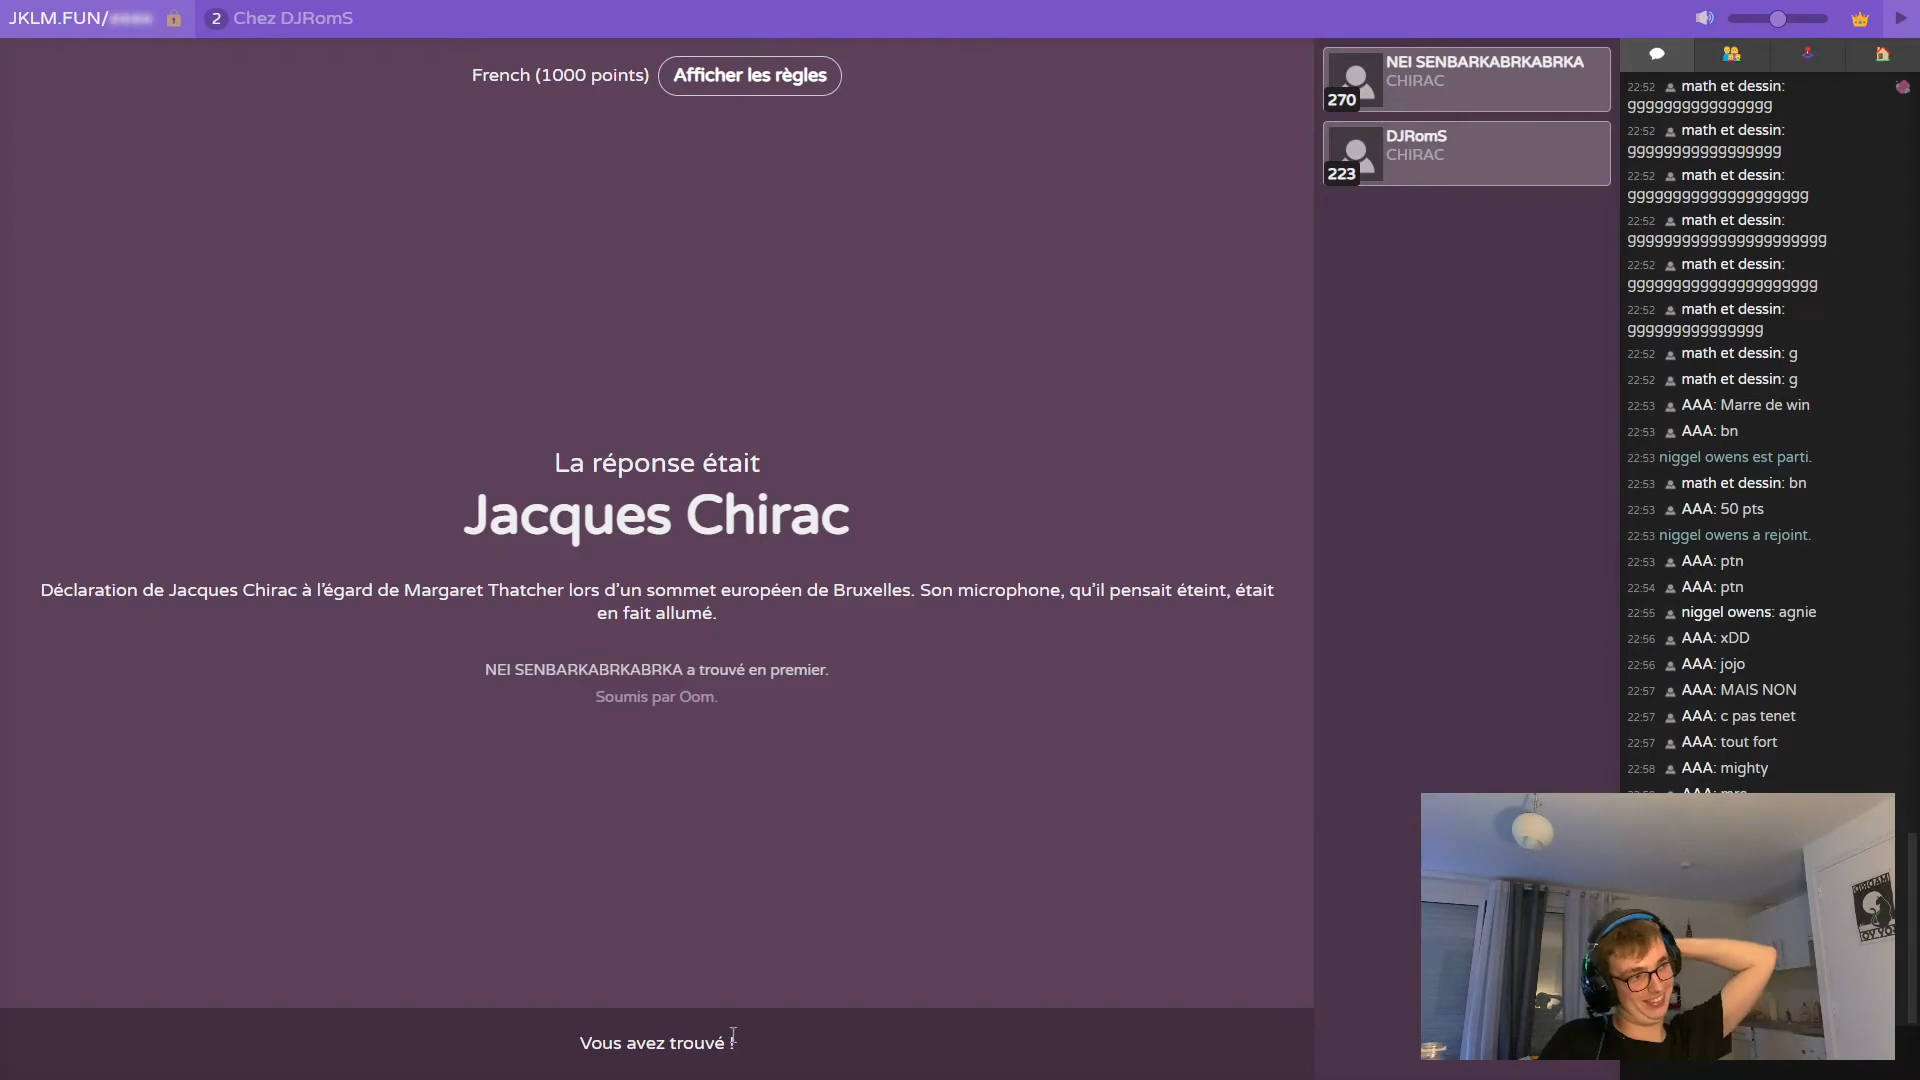 JKLM.FUN/
2 Chez DJRomS
French (1000 points) Afficher les règles
La réponse était
Jacques Chirac
Déclaration de Jacques Chirac à l’égard de Margaret Thatcher lors d’un sommet européen de Bruxelles. Son microphone, qu’il pensait éteint, était
en fait allumé.
NEI SENBARKABRKABRKA a trouvé en premier.
Soumis par Oom.
Vous avez trouvé !
NEI SENBARKABRKABRKA
CHIRAC
270
DJRomS
CHIRAC
223
22:52 math et dessin:
gggggggggggggggg
22:52 math et dessin:
ggggggggggggggggg
22:52 math et dessin:
gggggggggggggggggggg
22:52 math et dessin:
gggggggggggggggggggggg
22:52 math et dessin:
ggggggggggggggggggggg
22:52 math et dessin:
ggggggggggggggg
22:52 math et dessin: g
22:52 math et dessin: g
22:53 AAA: Marre de win
22:53 AAA: bn
22:53 niggel owens est parti.
22:53 math et dessin: bn
22:53 AAA: 50 pts
22:53 niggel owens a rejoint.
22:53 AAA: ptn
22:54 AAA: ptn
22:55 niggel owens: agnie
22:56 AAA: xDD
22:56 AAA: jojo
22:57 AAA: MAIS NON
22:57 AAA: c pas tenet
22:57 AAA: tout fort
22:58 AAA: mighty